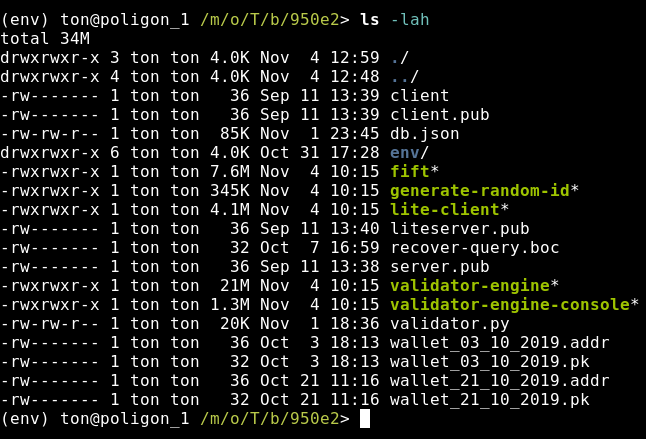 (env) ton@poligon_1 /m/o/T/b/950e2> ls -lah
total 34M
drwxrwxr-x 3 ton ton 4.0K Nov  4 12:59 ./
drwxrwxr-x 4 ton ton 4.0K Nov  4 12:48 ../
-rw------- 1 ton ton   36 Sep 11 13:39 client
-rw------- 1 ton ton   36 Sep 11 13:39 client.pub
-rw-rw-r-- 1 ton ton  85K Nov  1 23:45 db.json
drwxrwxr-x 6 ton ton 4.0K Oct 31 17:28 env/
-rwxrwxr-x 1 ton ton 7.6M Nov  4 10:15 fift*
-rwxrwxr-x 1 ton ton 345K Nov  4 10:15 generate-random-id*
-rwxrwxr-x 1 ton ton 4.1M Nov  4 10:15 lite-client*
-rw------- 1 ton ton   36 Sep 11 13:40 liteserver.pub
-rw------- 1 ton ton   32 Oct  7 16:59 recover-query.boc
-rw------- 1 ton ton   36 Sep 11 13:38 server.pub
-rwxrwxr-x 1 ton ton  21M Nov  4 10:15 validator-engine*
-rwxrwxr-x 1 ton ton 1.3M Nov  4 10:15 validator-engine-console*
-rw-rw-r-- 1 ton ton  20K Nov  1 18:36 validator.py
-rw------- 1 ton ton   36 Oct  3 18:13 wallet_03_10_2019.addr
-rw------- 1 ton ton   32 Oct  3 18:13 wallet_03_10_2019.pk
-rw------- 1 ton ton   36 Oct 21 11:16 wallet_21_10_2019.addr
-rw------- 1 ton ton   32 Oct 21 11:16 wallet_21_10_2019.pk
(env) ton@poligon_1 /m/o/T/b/950e2>